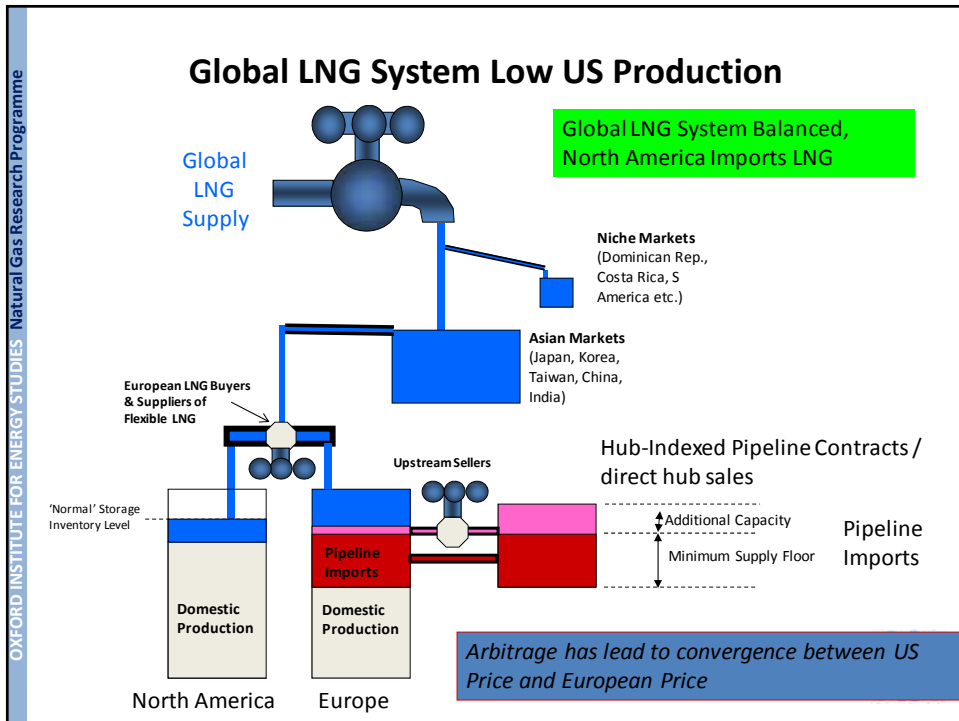 OXFORD INSTITUTE FOR ENERGY STUDIES Natural Gas Research Programme
Global LNG System Low US Production
Global LNG System Balanced,
North America Imports LNG
Global
LNG
Supply
Niche Markets
(Dominican Rep.,
Costa Rica, S
America etc.)
Asian Markets
(Japan, Korea,
Taiwan, China,
India)
European LNG Buyers
& Suppliers of
Flexible LNG
Upstream Sellers
Hub-Indexed Pipeline Contracts /
direct hub sales
'Normal' Storage
Inventory Level
Additional Capacity
Minimum Supply Floor
Pipeline
Imports
Pipeline
Imports
Domestic
Production
Domestic
Production
North America
Europe
Arbitrage has lead to convergence between US
Price and European Price